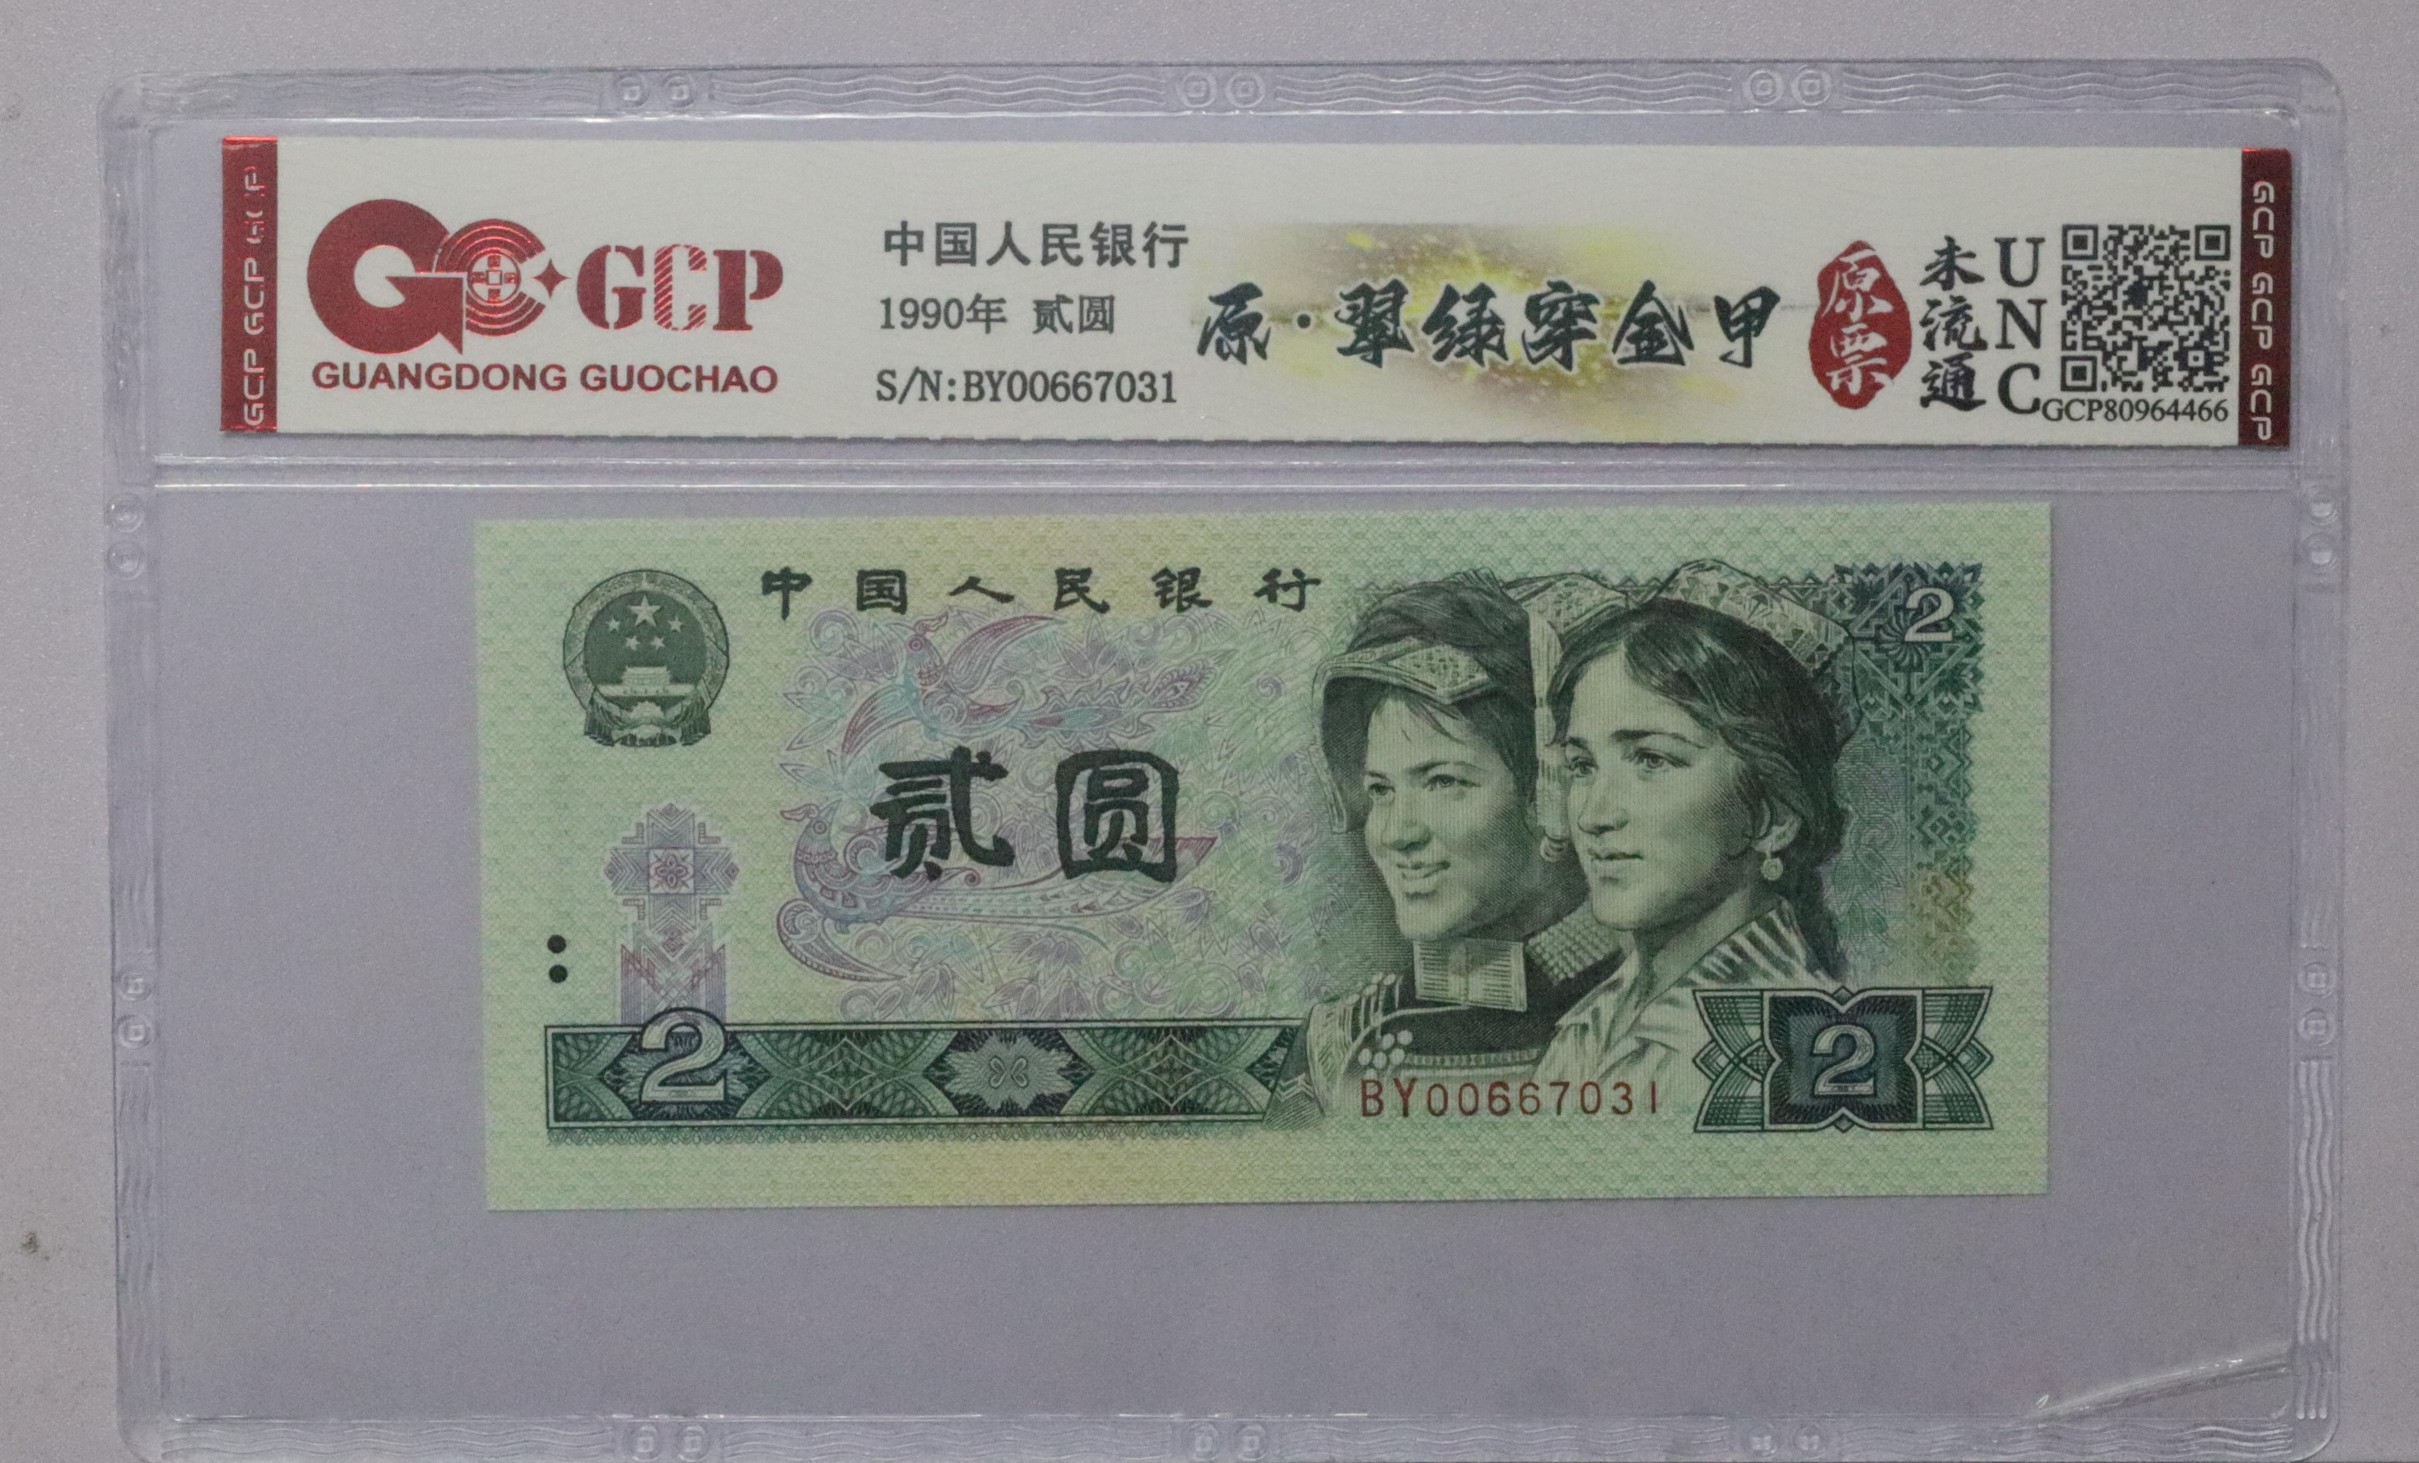 GCP GCP GCP
GCP
GUANGDONG GUOCHAO
中国人民银行
1990年 贰圆
S/N:BY00667031
原·翠绿穿金甲
原票
未流通
UNC
GCP80964466
GCP GCP GCP
中国人民银行
2
贰圆
2
BY00667031
2